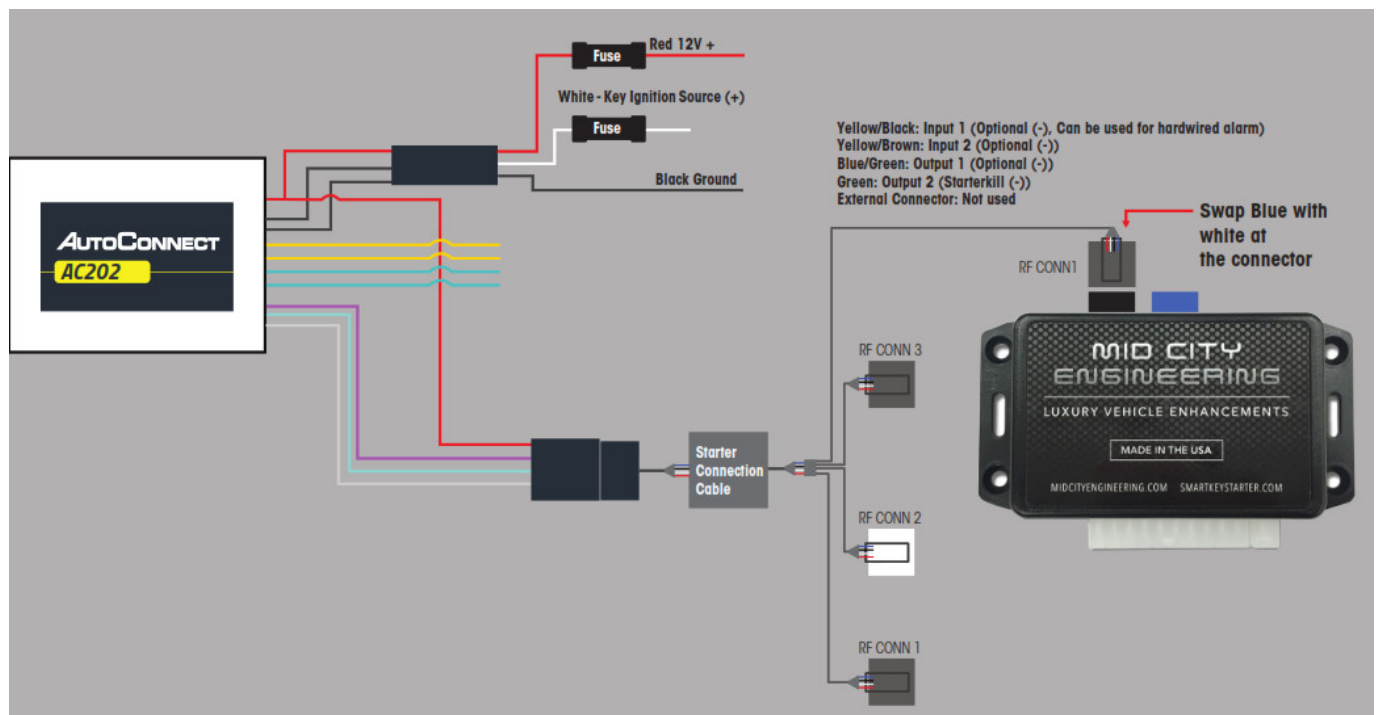 Red 12V +
Fuse
White - Key Ignition Source (+)
Fuse
Black Ground
Yellow/Black: Input 1 (Optional (-), Can be used for hardwired alarm)
Yellow/Brown: Input 2 (Optional (-))
Blue/Green: Output 1 (Optional (-))
Green: Output 2 (Starterkill (-))
External Connector: Not used
Swap Blue with
white at
the connector
RF CONN1
AUTOCONNECT
AC202
RF CONN 3
MID CITY
ENGINEERING
LUXURY VEHICLE ENHANCEMENTS
MADE IN THE USA
MIDCITYENGINEERING.COM SMARTKEYSTARTER.COM
Starter
Connection
Cable
RF CONN 2
RF CONN 1